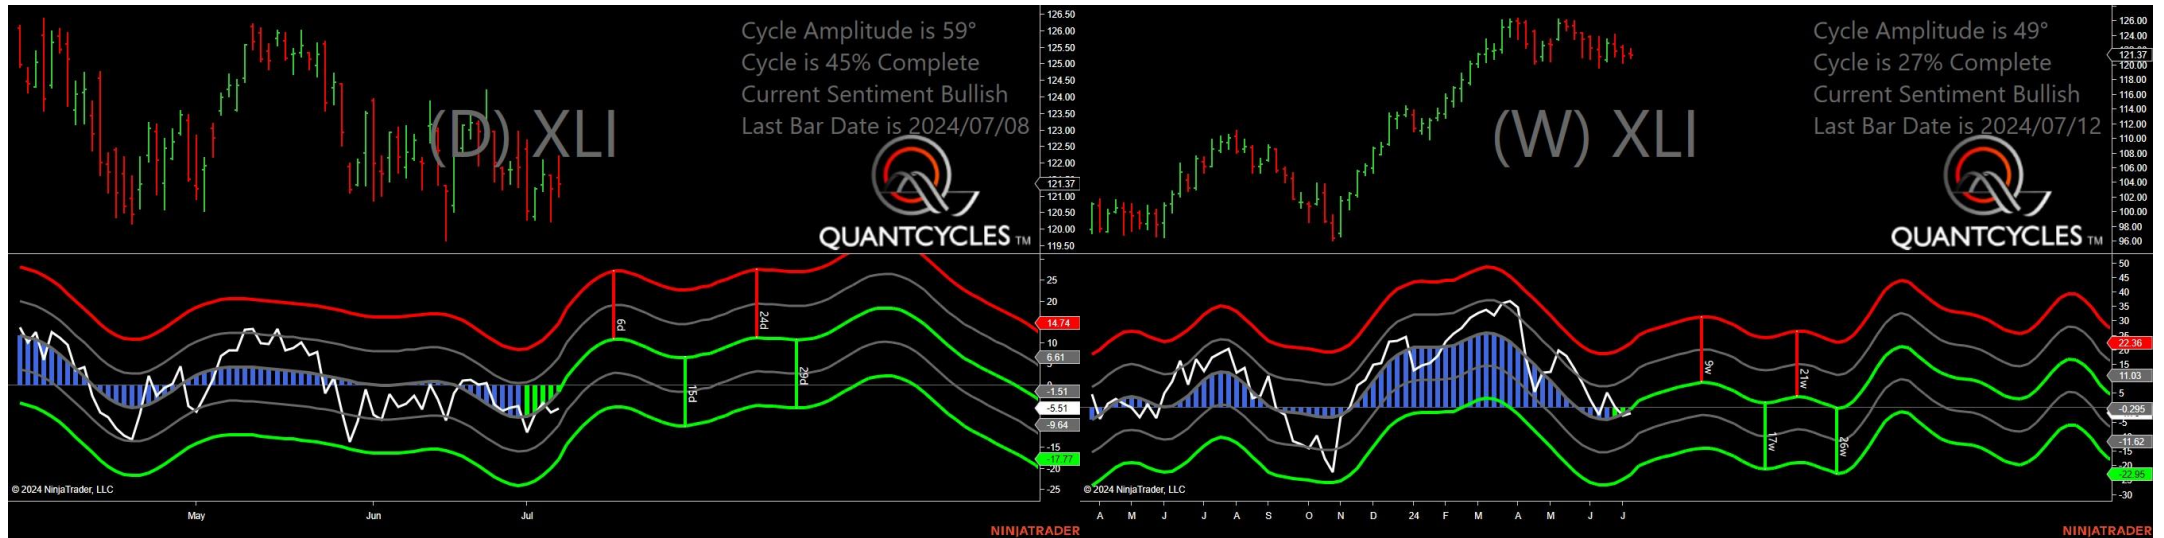 Cycle Amplitude is 59°
Cycle is 45% Complete
Current Sentiment Bullish
Last Bar Date is 2024/07/08
(D) XLI
QUANTCYCLES TM
126.50
126.00
125.50
125.00
124.50
124.00
123.50
123.00
122.50
122.00
121.37
121.00
120.50
120.00
119.50
25
20
14.74
10
6.61
5
-1.51
-5.51
-9.64
-15
-17.77
-20
-25
6d
15d
24d
29d
© 2024 NinjaTrader, LLC
May
Jun
Jul
NINJATRADER
Cycle Amplitude is 49°
Cycle is 27% Complete
Current Sentiment Bullish
Last Bar Date is 2024/07/12
(W) XLI
QUANTCYCLES TM
126.00
124.00
121.37
120.00
118.00
116.00
114.00
112.00
110.00
108.00
106.00
104.00
102.00
100.00
98.00
96.00
50
45
40
35
30
25
22.36
15
11.03
5
-0.295
-5
-11.62
-15
-20
-22.95
-30
9w
17w
21w
26w
© 2024 NinjaTrader, LLC
A M J J A S O N D 24 F M A M J J
NINJATRADER